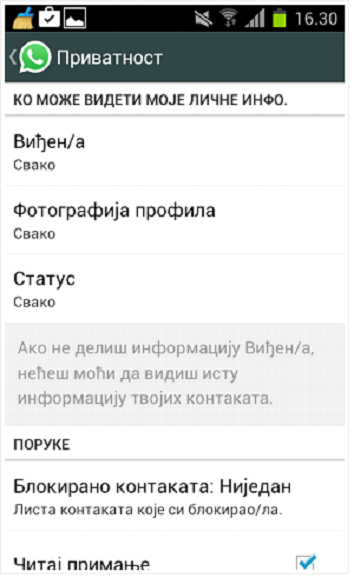 16.30
Приватност
КО МОЖЕ ВИДЕТИ МОЈЕ ЛИЧНЕ ИНФО.
Виђен/а
Свако
Фотографија профила
Свако
Статус
Свако
Ако не делиш информацију Виђен/а,
нећеш моћи да видиш исту
информацију твојих контаката.
ПОРУКЕ
Блокирано контаката: Ниједан
Листа контаката које си блокирао/ла.
Читај примање